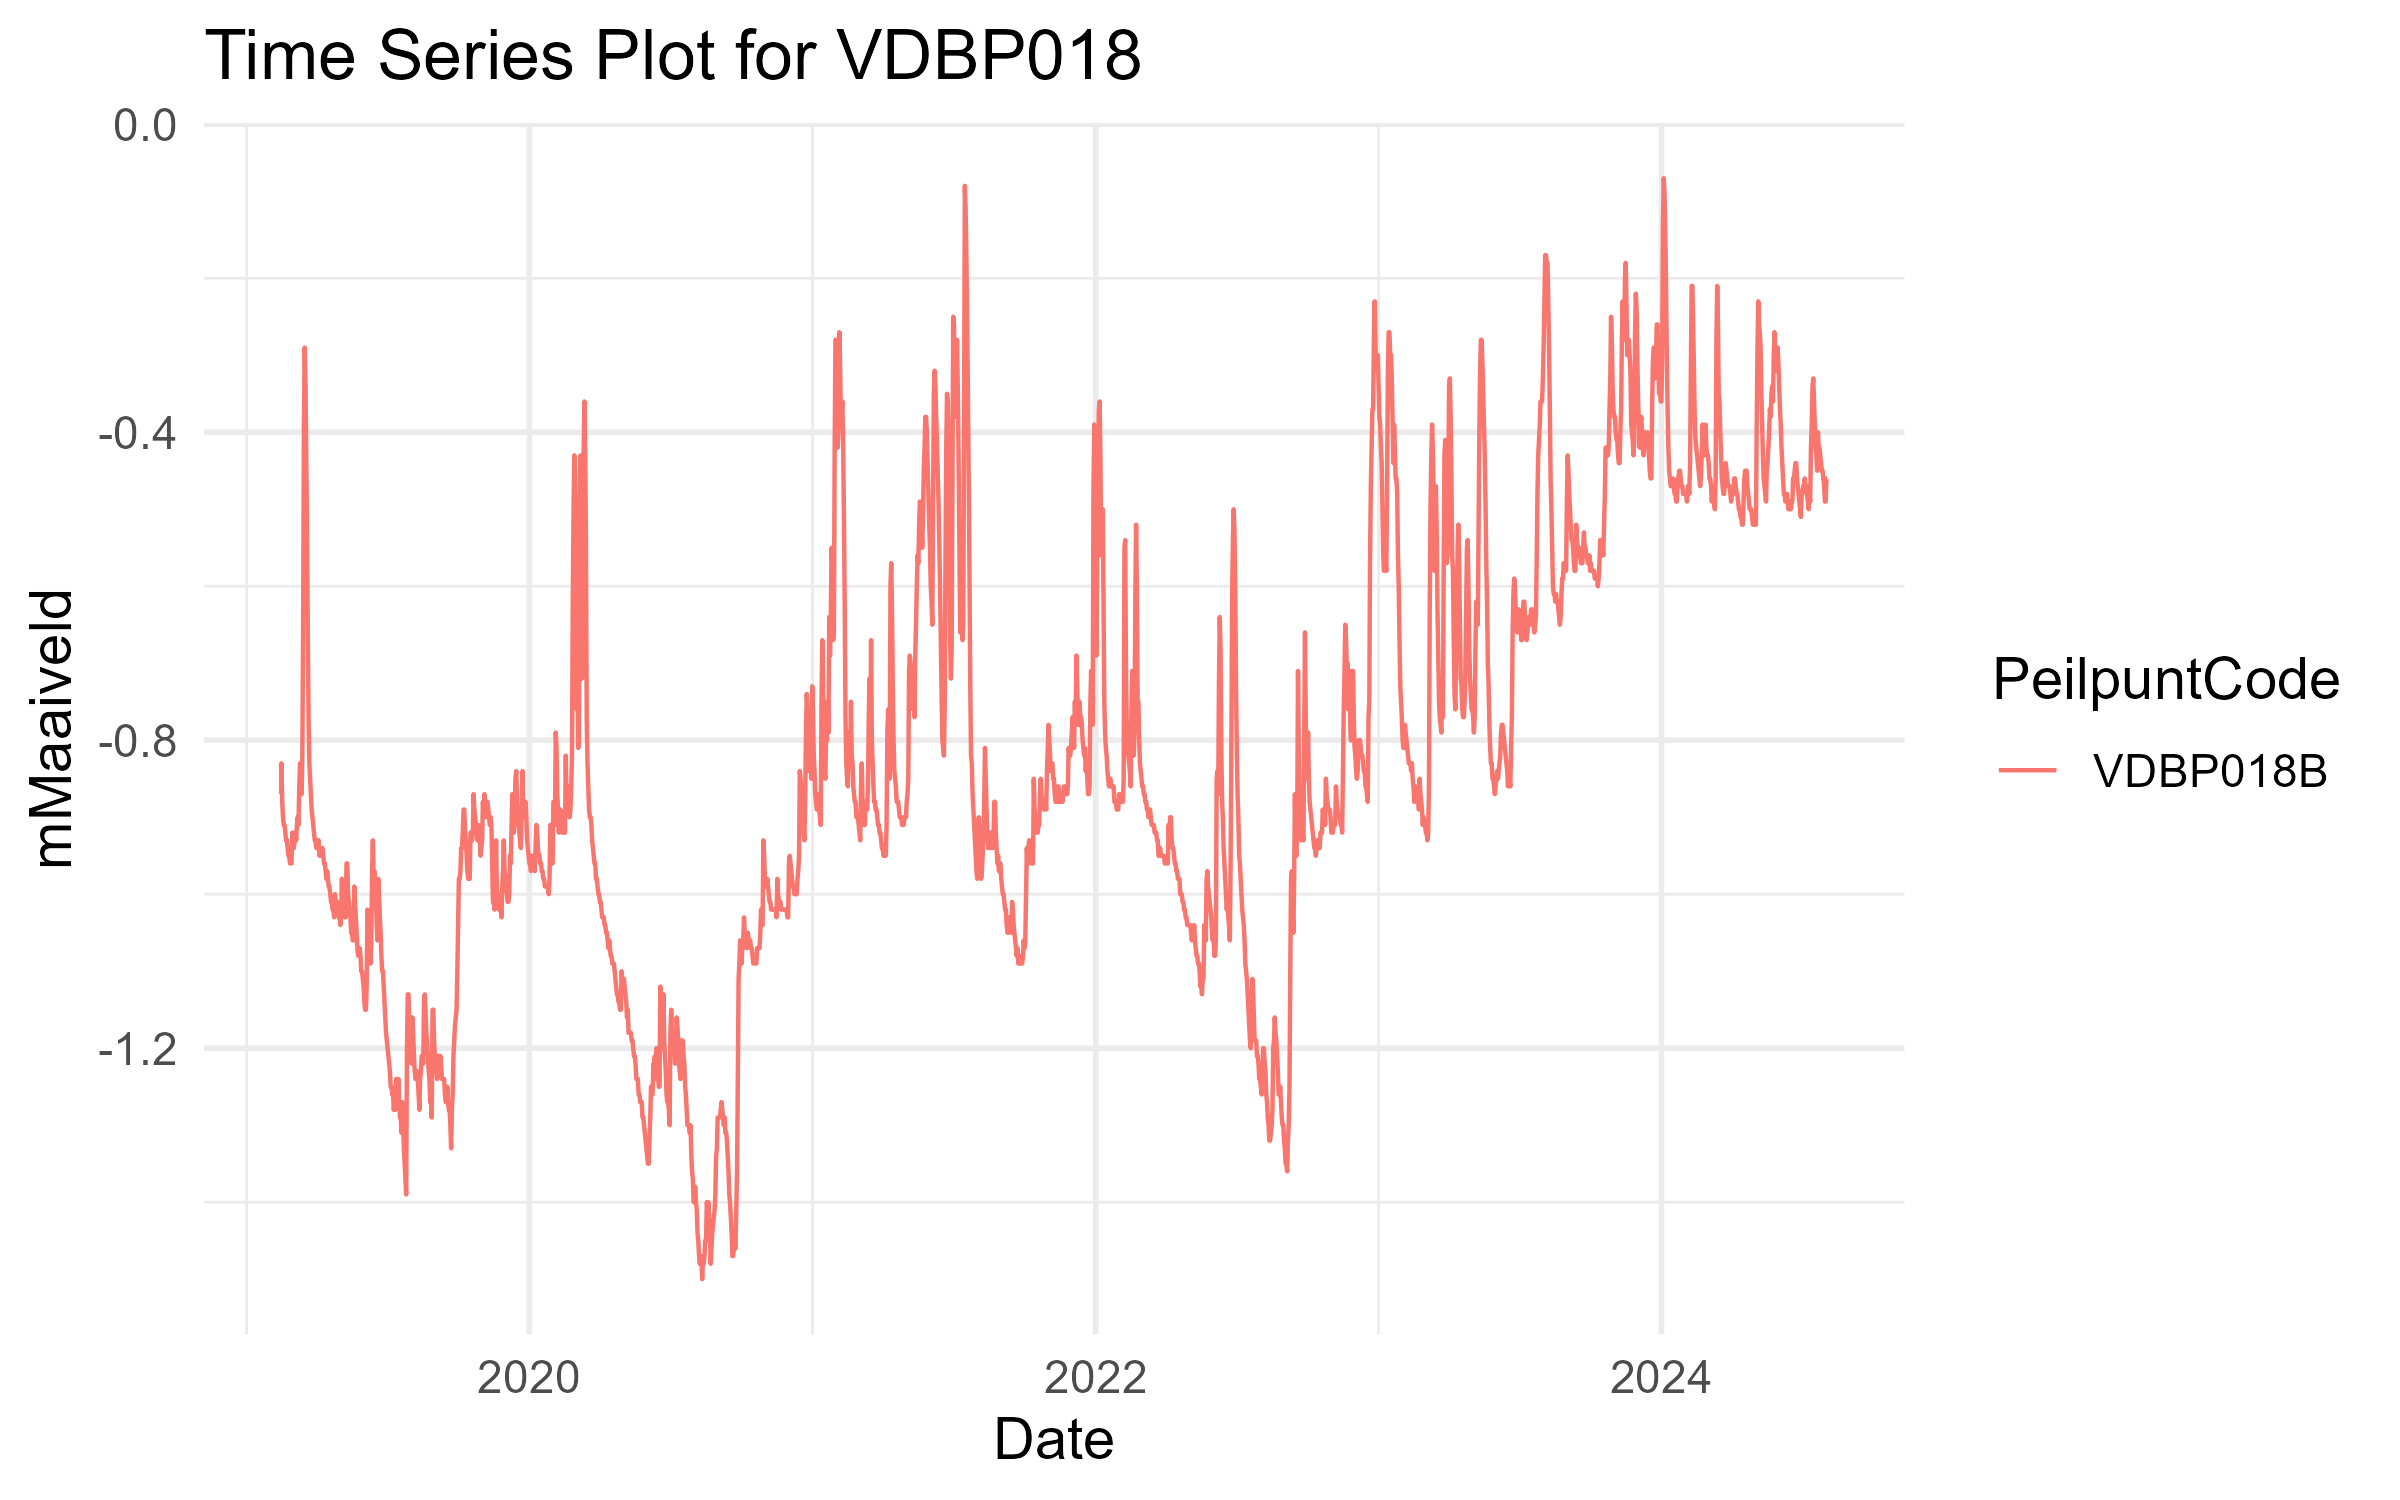 Time Series Plot for VDBP018
0.0
-0.4
-0.8
-1.2
mMaaiveld
2020
2022
2024
Date
PeilpuntCode
VDBP018B